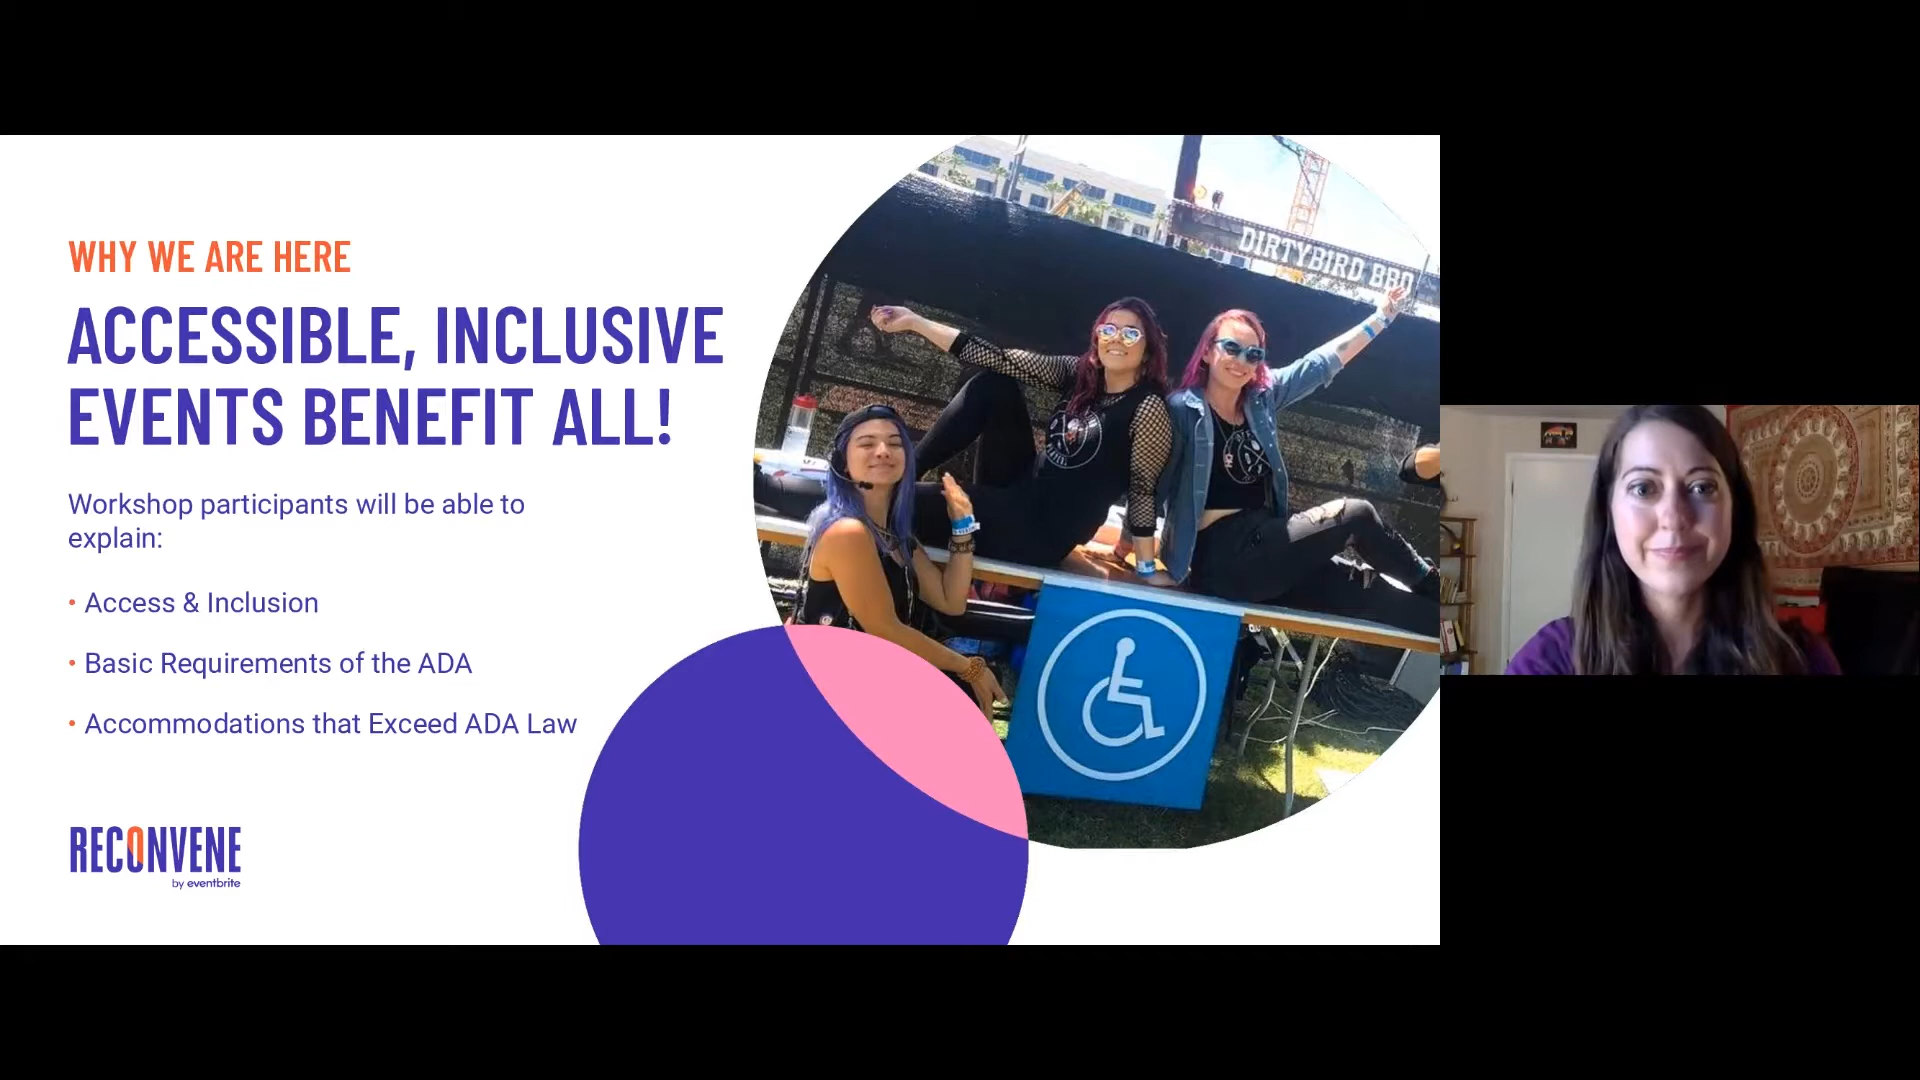 WHY WE ARE HERE
ACCESSIBLE, INCLUSIVE
EVENTS BENEFIT ALL!
Workshop participants will be able to
explain:
• Access & Inclusion
• Basic Requirements of the ADA
• Accommodations that Exceed ADA Law
RECONVENE
by eventbrite
DIRTYBIRD BBQ